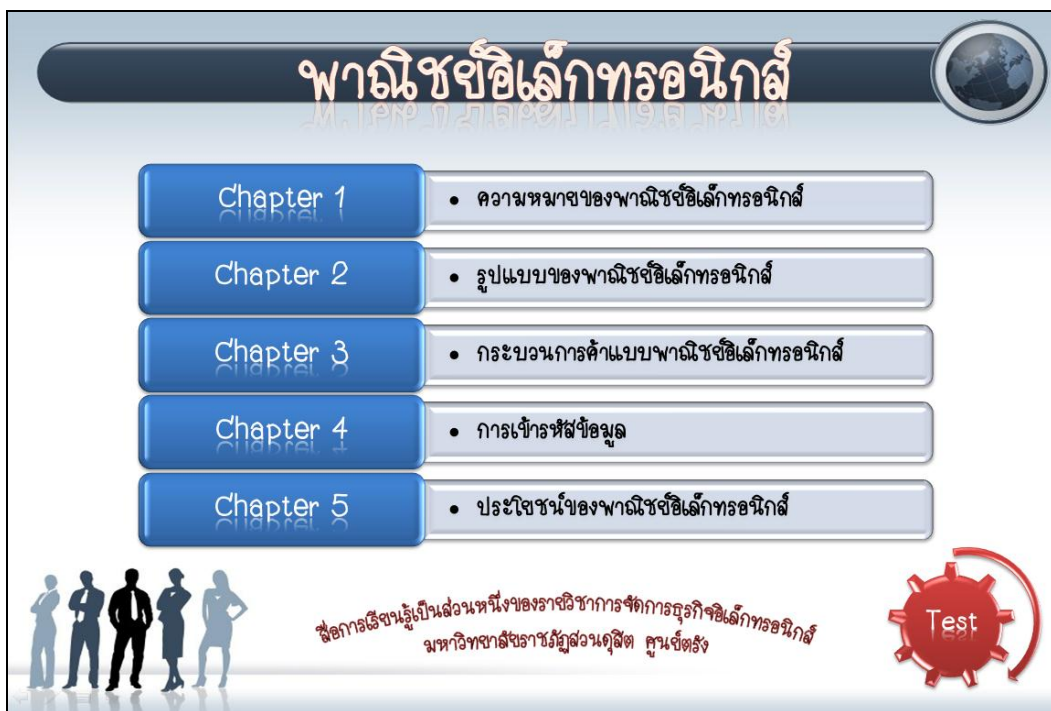 พาณิชย์อิเล็กทรอนิกส์
Chapter 1
• ความหมายของพาณิชย์อิเล็กทรอนิกส์
Chapter 2
• รูปแบบของพาณิชย์อิเล็กทรอนิกส์
Chapter 3
• กระบวนการค้าแบบพาณิชย์อิเล็กทรอนิกส์
Chapter 4
• การเข้ารหัสข้อมูล
Chapter 5
• ประโยชน์ของพาณิชย์อิเล็กทรอนิกส์
สื่อการเรียนรู้เป็นส่วนหนึ่งของรายวิชาการจัดการธุรกิจอิเล็กทรอนิกส์
มหาวิทยาลัยราชภัฏสวนดุสิต ศูนย์ตรัง
Test